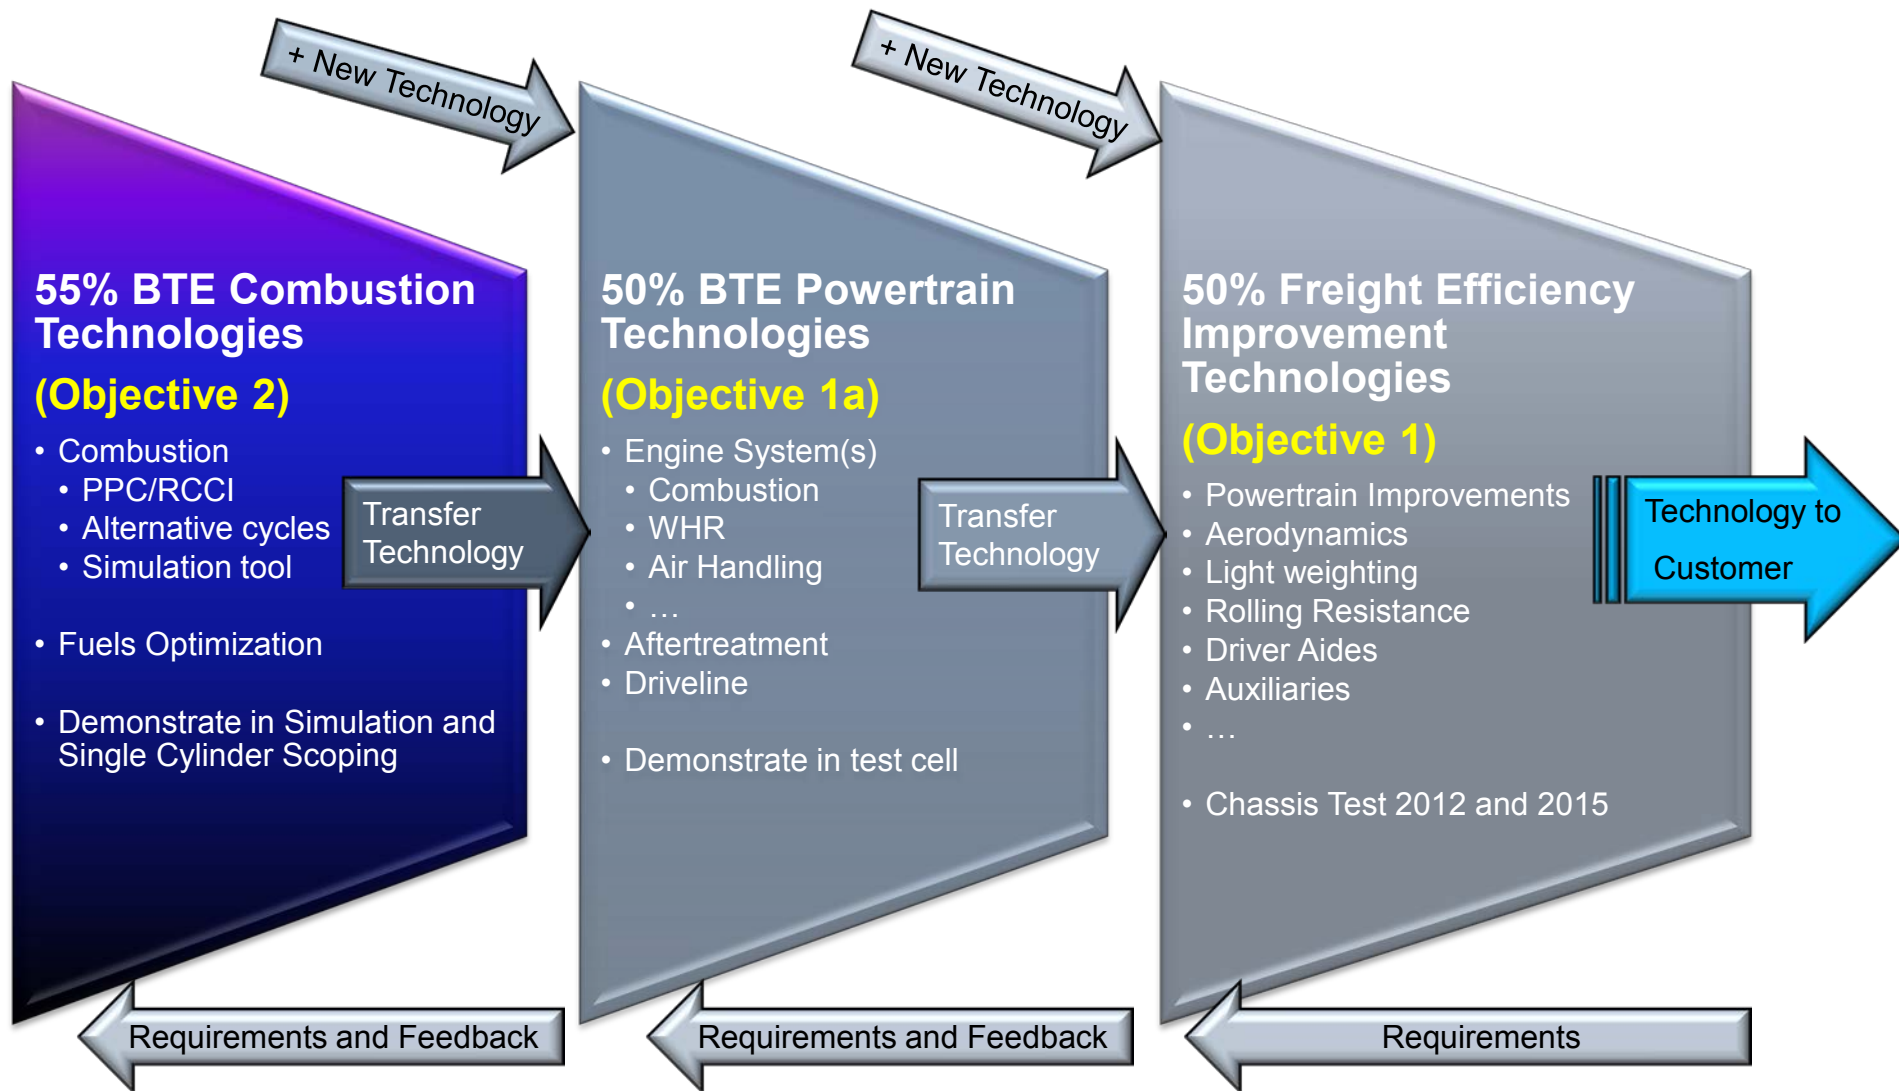 + New Technology
+ New Technology
55% BTE Combustion
Technologies
(Objective 2)
• Combustion
• PPC/RCCI
• Alternative cycles
• Simulation tool
• Fuels Optimization
• Demonstrate in Simulation and
Single Cylinder Scoping
Transfer
Technology
50% BTE Powertrain
Technologies
(Objective 1a)
• Engine System(s)
• Combustion
• WHR
• Air Handling
• …
• Aftertreatment
• Driveline
• Demonstrate in test cell
Transfer
Technology
50% Freight Efficiency
Improvement
Technologies
(Objective 1)
• Powertrain Improvements
• Aerodynamics
• Light weighting
• Rolling Resistance
• Driver Aides
• Auxiliaries
• …
• Chassis Test 2012 and 2015
Technology to
Customer
Requirements and Feedback
Requirements and Feedback
Requirements